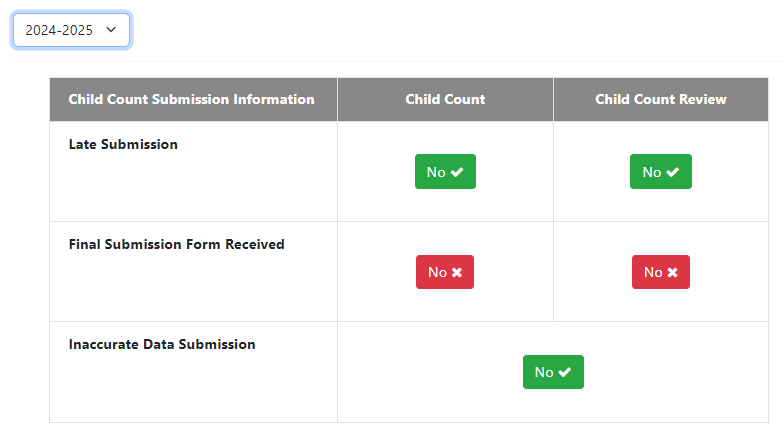 2024-2025
Child Count Submission Information Child Count Child Count Review
Late Submission
No No
Final Submission Form Received
No No
Inaccurate Data Submission
No